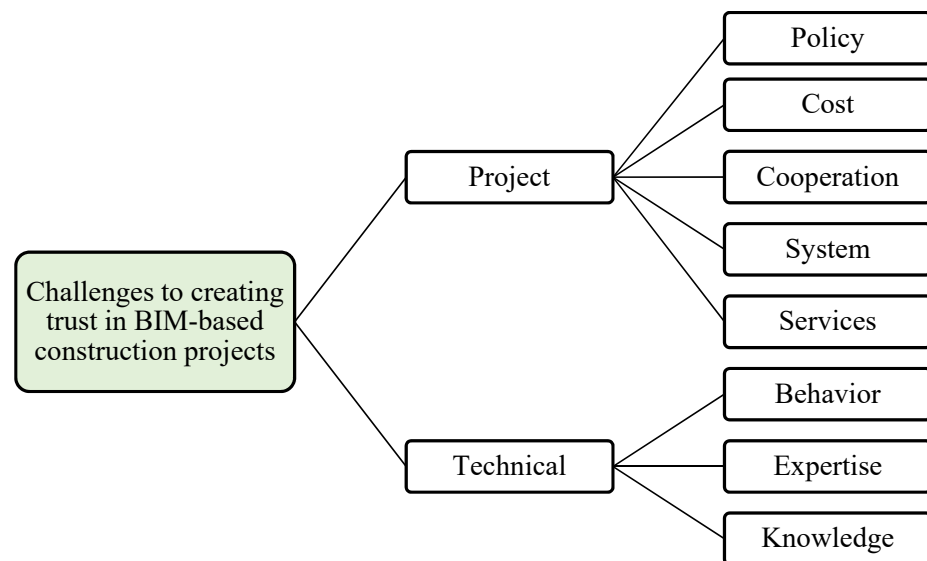 Challenges to creating
trust in BIM-based
construction projects
Project
Technical
Policy
Cost
Cooperation
System
Services
Behavior
Expertise
Knowledge